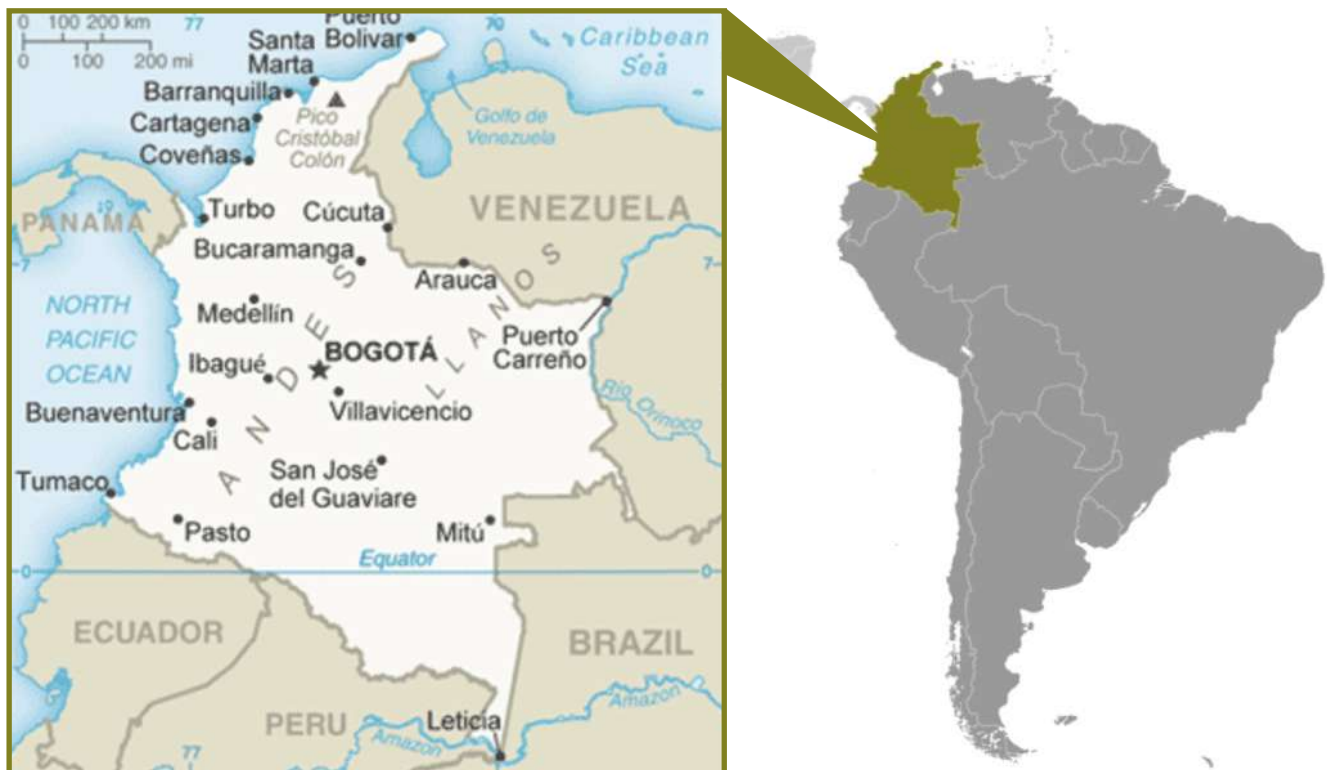 0 100 200 km
0 100 200 mi
77
70
Puerto
Bolivar
Santa
Marta
Caribbean
Sea
Barranquilla
Cartagena
Coveñas
Pico
Cristóbal
Colón
Golfo de
Venezuela
PANAMA
Turbo
Cúcuta
VENEZUELA
Bucaramanga
7
7
Arauca
NORTH
PACIFIC
OCEAN
Medellín
ANDES
LLANOS
Puerto
Carreño
Ibagué
BOGOTÁ
Rio Orinoco
Buenaventura
Villavicencio
Cali
San José
del Guaviare
Tumaco
Pasto
Mitú
Equator
0
0
ECUADOR
BRAZIL
PERU
Leticia
Amazon
Amazon
77